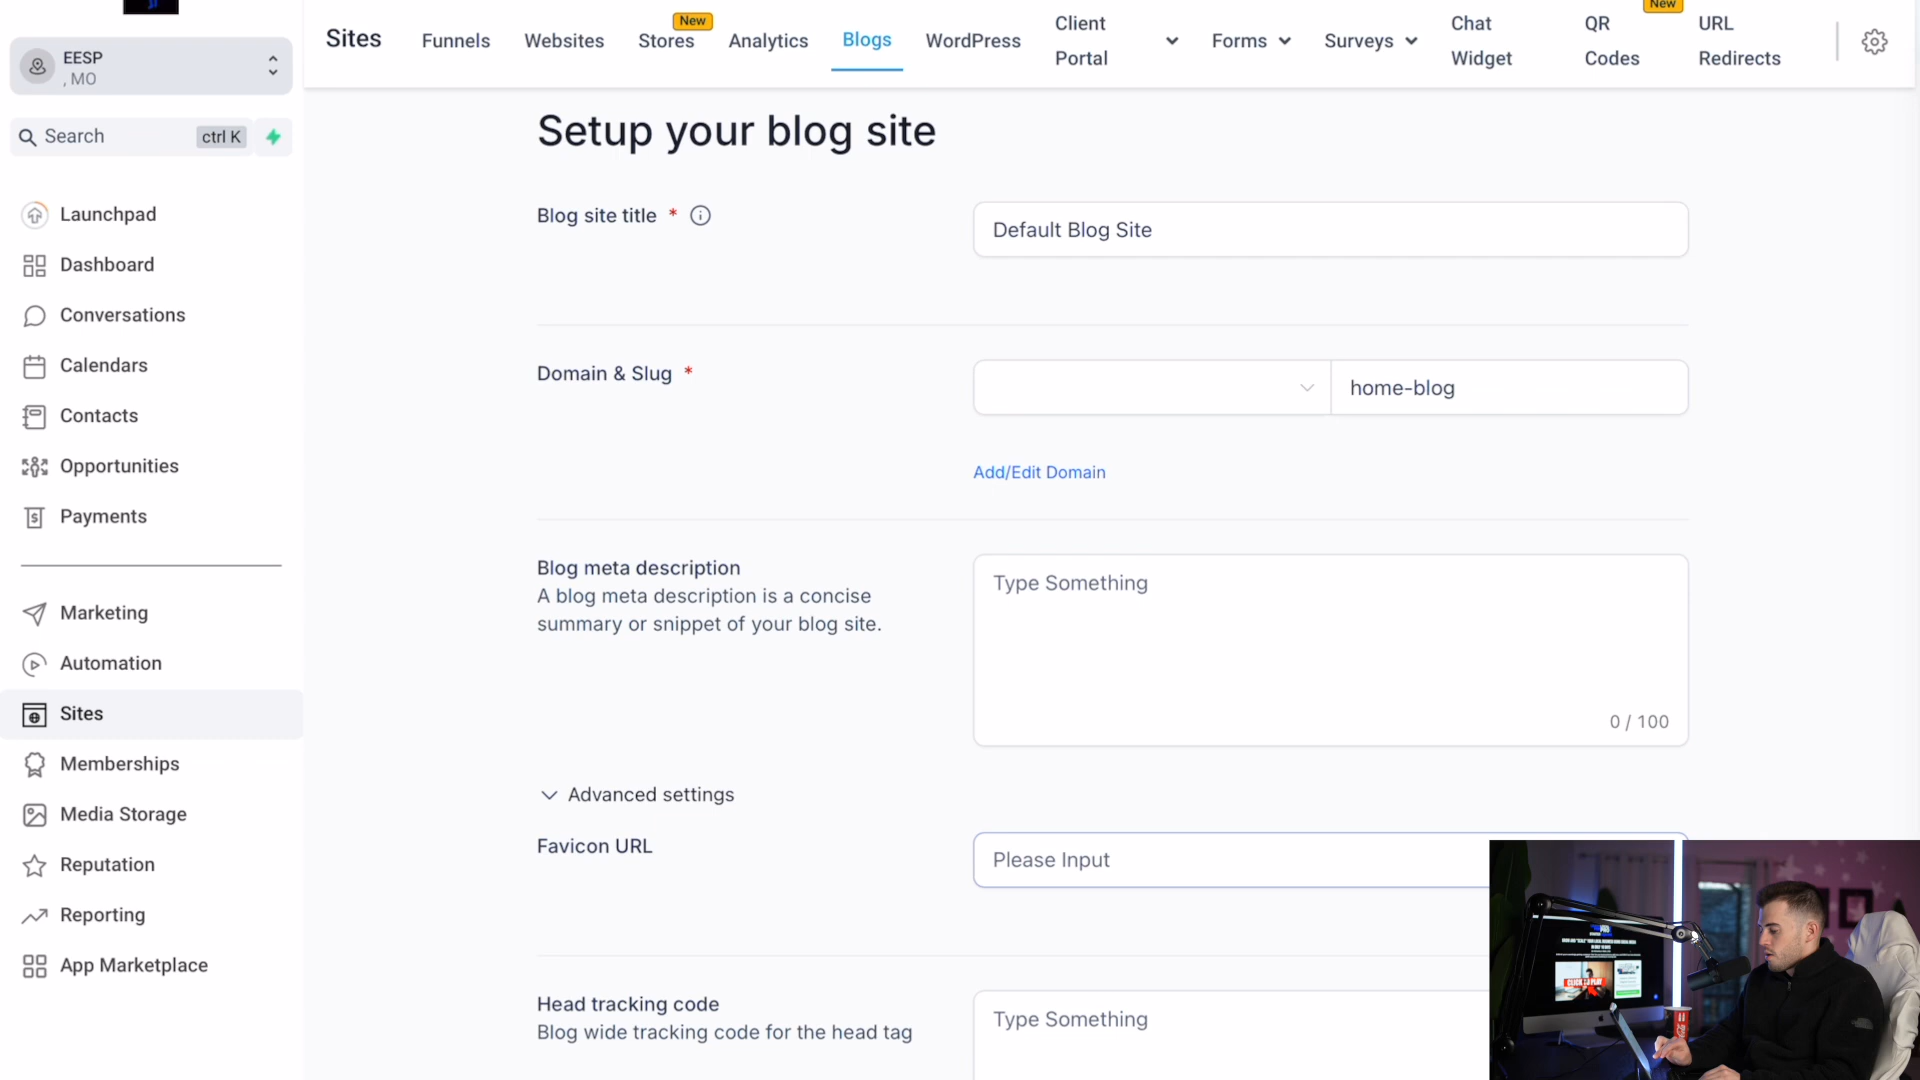 EESP
, MO
Search
ctrl K
Launchpad
Dashboard
Conversations
Calendars
Contacts
Opportunities
Payments
Marketing
Automation
Sites
Memberships
Media Storage
Reputation
Reporting
App Marketplace
Sites
Funnels
Websites
New
Stores
Analytics
Blogs
WordPress
Client
Portal
Forms
Surveys
Chat
Widget
New
QR
Codes
URL
Redirects
Setup your blog site
Blog site title *
Default Blog Site
Domain & Slug *
home-blog
Add/Edit Domain
Blog meta description
A blog meta description is a concise
summary or snippet of your blog site.
Type Something
0 / 100
Advanced settings
Favicon URL
Please Input
Head tracking code
Blog wide tracking code for the head tag
Type Something
CLICK TO PLAY